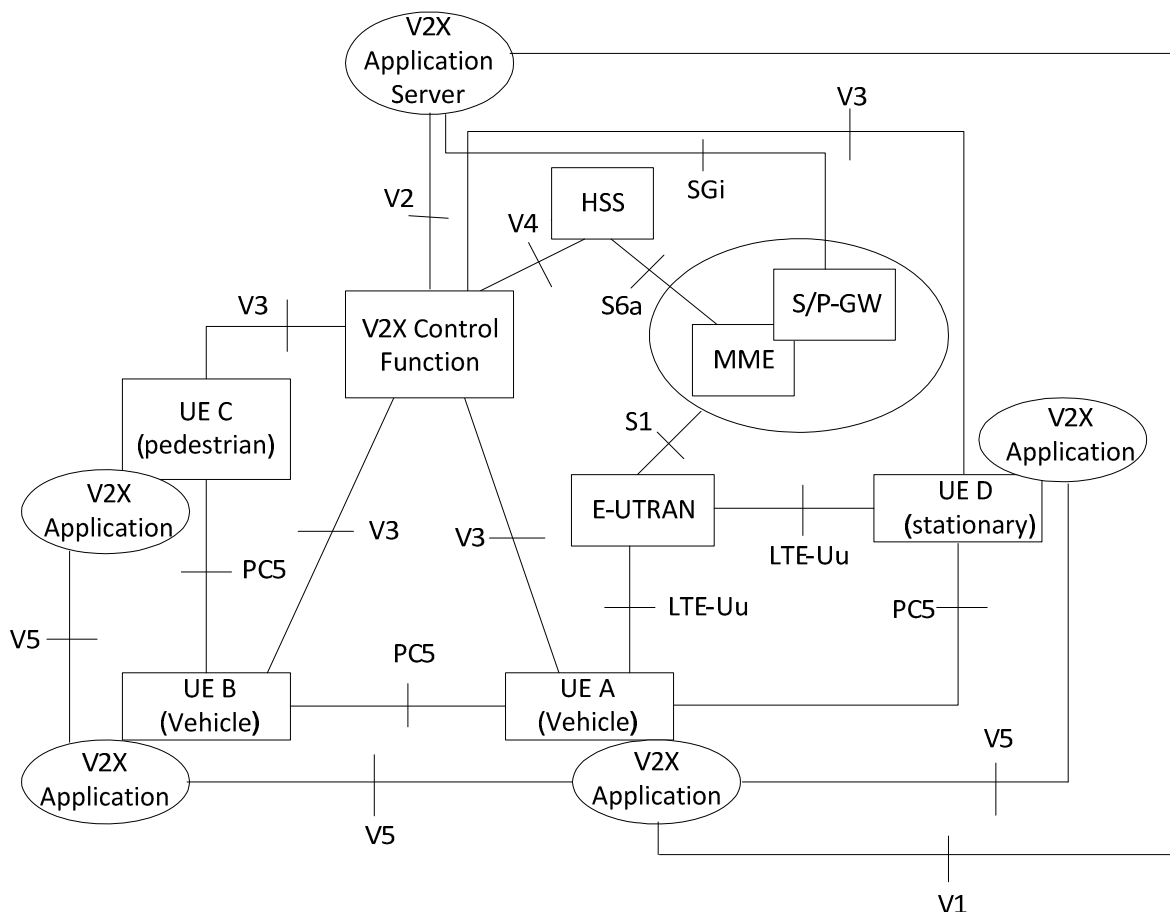 V2X
Application
Server
V3
SGi
HSS
V2
V4
S6a
S/P-GW
V3
V2X Control
Function
MME
UE C
(pedestrian)
S1
V2X
Application
V2X
Application
E-UTRAN
UE D
(stationary)
V3
V3
LTE-Uu
PC5
LTE-Uu
PC5
V5
PC5
UE B
(Vehicle)
UE A
(Vehicle)
V5
V2X
Application
V2X
Application
V5
V1